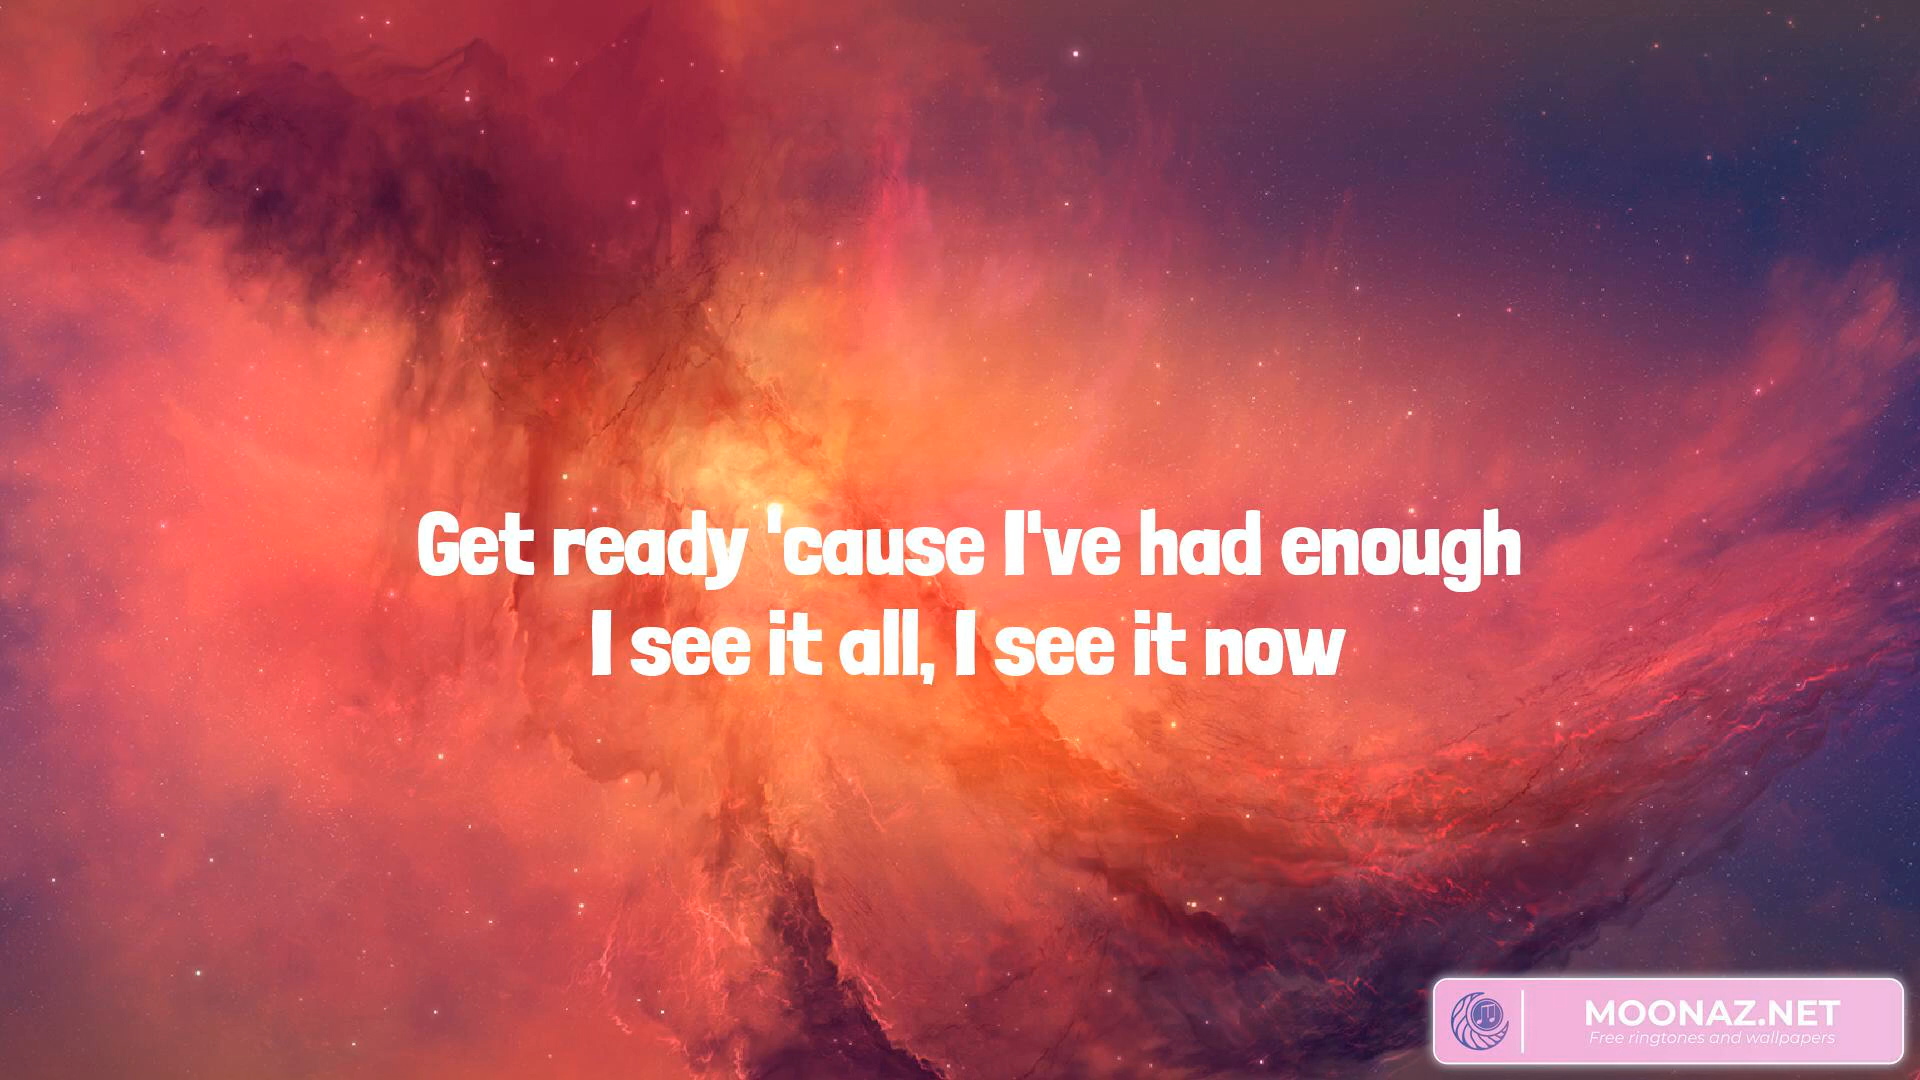 Get ready 'cause I've had enough
I see it all, I see it now
MOONAZ.NET
Free ringtones and wallpapers